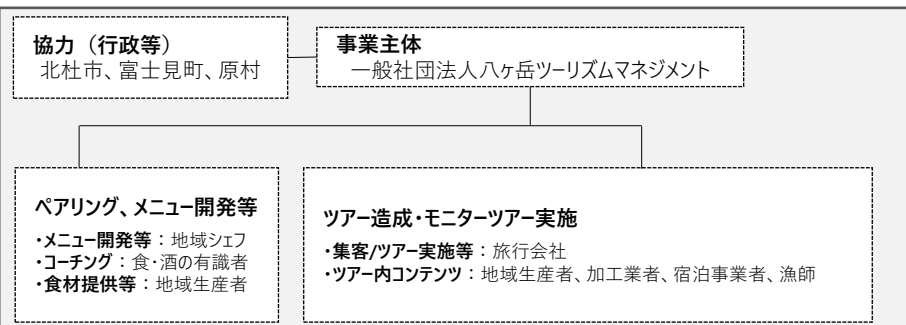 協力（行政等）
北杜市、富士見町、原村
事業主体
一般社団法人八ヶ岳ツーリズムマネジメント
ペアリング、メニュー開発等
・メニュー開発等：地域シェフ
・コーチング：食・酒の有識者
・食材提供等：地域生産者
ツアー造成・モニターツアー実施
・集客/ツアー実施等：旅行会社
・ツアー内コンテンツ：地域生産者、加工業者、宿泊事業者、漁師